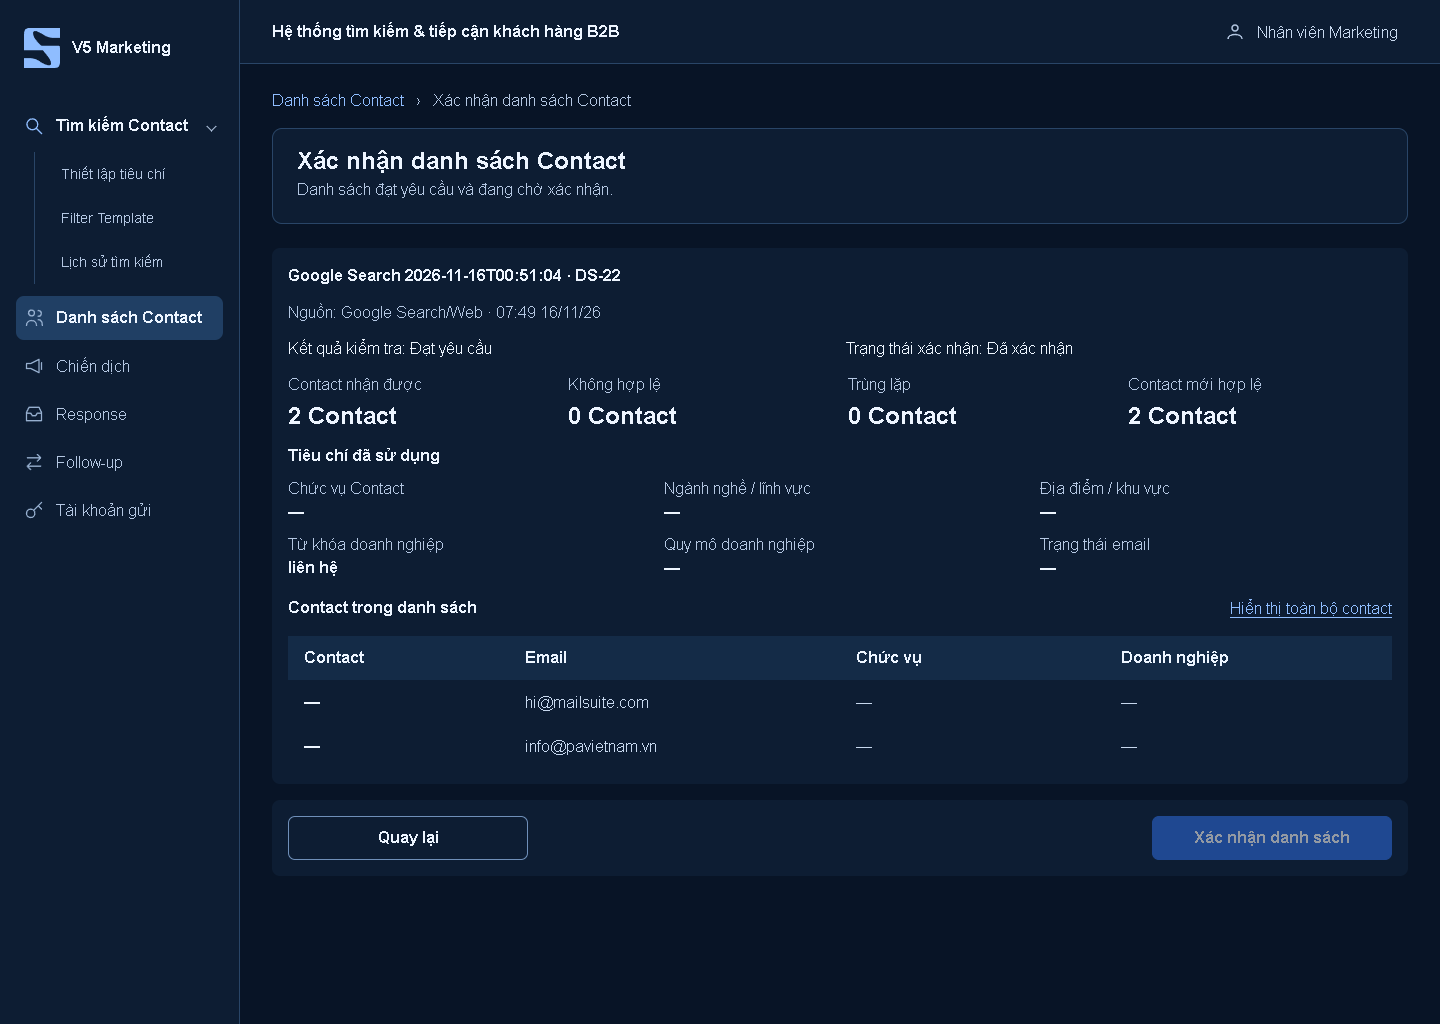 V5 Marketing
Hệ thống tìm kiếm & tiếp cận khách hàng B2B
Nhân viên Marketing
Tìm kiếm Contact
Thiết lập tiêu chí
Filter Template
Lịch sử tìm kiếm
Danh sách Contact
Chiến dịch
Response
Follow-up
Tài khoản gửi
Danh sách Contact › Xác nhận danh sách Contact
Xác nhận danh sách Contact
Danh sách đạt yêu cầu và đang chờ xác nhận.
Google Search 2026-11-16T00:51:04 · DS-22
Nguồn: Google Search/Web · 07:49 16/11/26
Kết quả kiểm tra: Đạt yêu cầu Trạng thái xác nhận: Đã xác nhận
Contact nhận được Không hợp lệ Trùng lặp Contact mới hợp lệ
2 Contact 0 Contact 0 Contact 2 Contact
Tiêu chí đã sử dụng
Chức vụ Contact Ngành nghề / lĩnh vực Địa điểm / khu vực
— — —
Từ khóa doanh nghiệp Quy mô doanh nghiệp Trạng thái email
liên hệ — —
Contact trong danh sách Hiển thị toàn bộ contact
Contact Email Chức vụ Doanh nghiệp
— hi@mailsuite.com — —
— info@pavietnam.vn — —
Quay lại Xác nhận danh sách